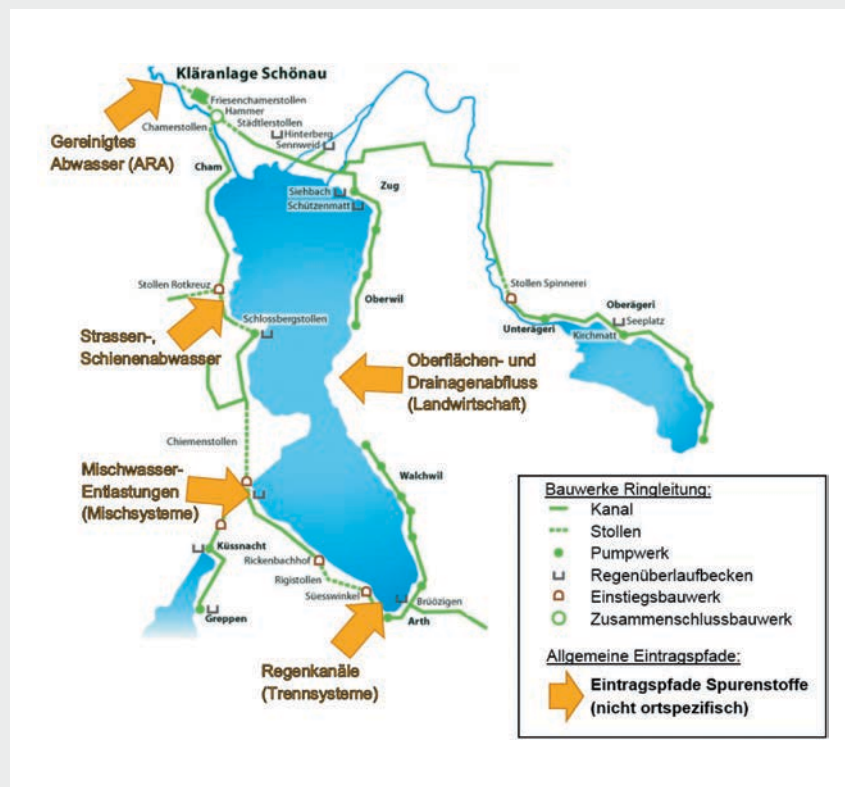 Kläranlage Schönau
Friesenchamerstollen
Hammer
Städtlerstollen
Chamerstollen
Hinterberg
Sennweid
Gereinigtes
Abwasser (ARA)
Cham
Siehbach
Zug
Schützenmatt
Stollen Rotkreuz
Stollen Spinnerei
Oberwil
Oberägeri
Seeplatz
Unterägeri
Kirchmatt
Strassen-,
Schienenabwasser
Schlossbergstollen
Oberflächen- und
Drainagenabfluss
(Landwirtschaft)
Chiemenstollen
Walchwil
Mischwasser-
Entlastungen
(Mischsysteme)
Küssnacht
Rickenbachhof
Rigistollen
Süesswinkel
Brüözigen
Greppen
Arth
Regenkanäle
(Trennsysteme)
Bauwerke Ringleitung:
Kanal
Stollen
Pumpwerk
Regenüberlaufbecken
Einstiegsbauwerk
Zusammenschlussbauwerk
Allgemeine Eintragspfade:
Eintragspfade Spurenstoffe
(nicht ortspezifisch)